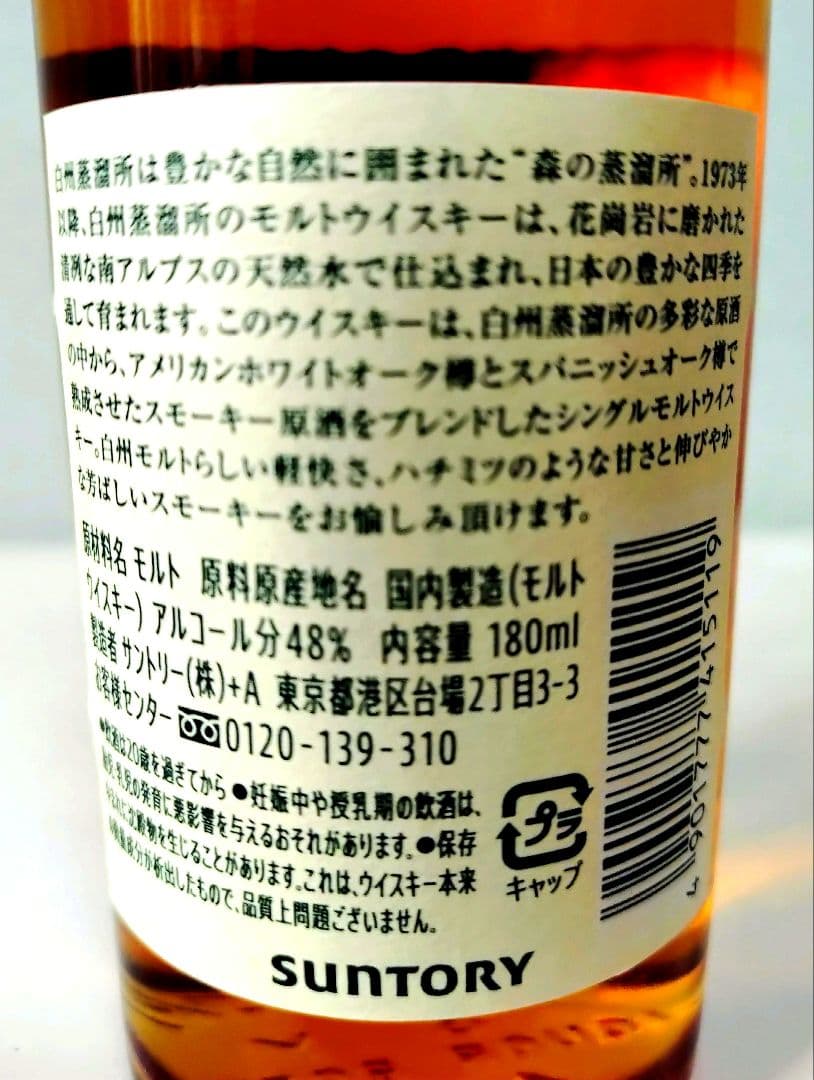 白州蒸溜所は豊かな自然に囲まれた“森の蒸溜所”。1973年
以降、白州蒸溜所のモルトウイスキーは、花崗岩に磨かれた
清冽な南アルプスの天然水で仕込まれ、日本の豊かな四季を
通して育まれます。このウイスキーは、白州蒸溜所の多彩な原酒
の中から、アメリカンホワイトオーク樽とスパニッシュオーク樽で
熟成させたスモーキー原酒をブレンドしたシングルモルトウイス
キー。白州モルトらしい軽快さ、ハチミツのような甘さと伸びやか
な芳ばしいスモーキーをお愉しみ頂けます。
原材料名 モルト 原料原産地名 国内製造(モルト
ウイスキー) アルコール分48% 内容量 180ml
製造者 サントリー(株)+A 東京都港区台場2丁目3-3
お客様センター 0120-139-310
●飲酒は20歳を過ぎてから ●妊娠中や授乳期の飲酒は、
胎児・乳児の発育に悪影響を与えるおそれがあります。●保存
中まれに沈殿物を生じることがあります。これは、ウイスキー本来
の成分が析出したもので、品質上問題ございません。
プラ
キャップ
4 901777 415119
SUNTORY